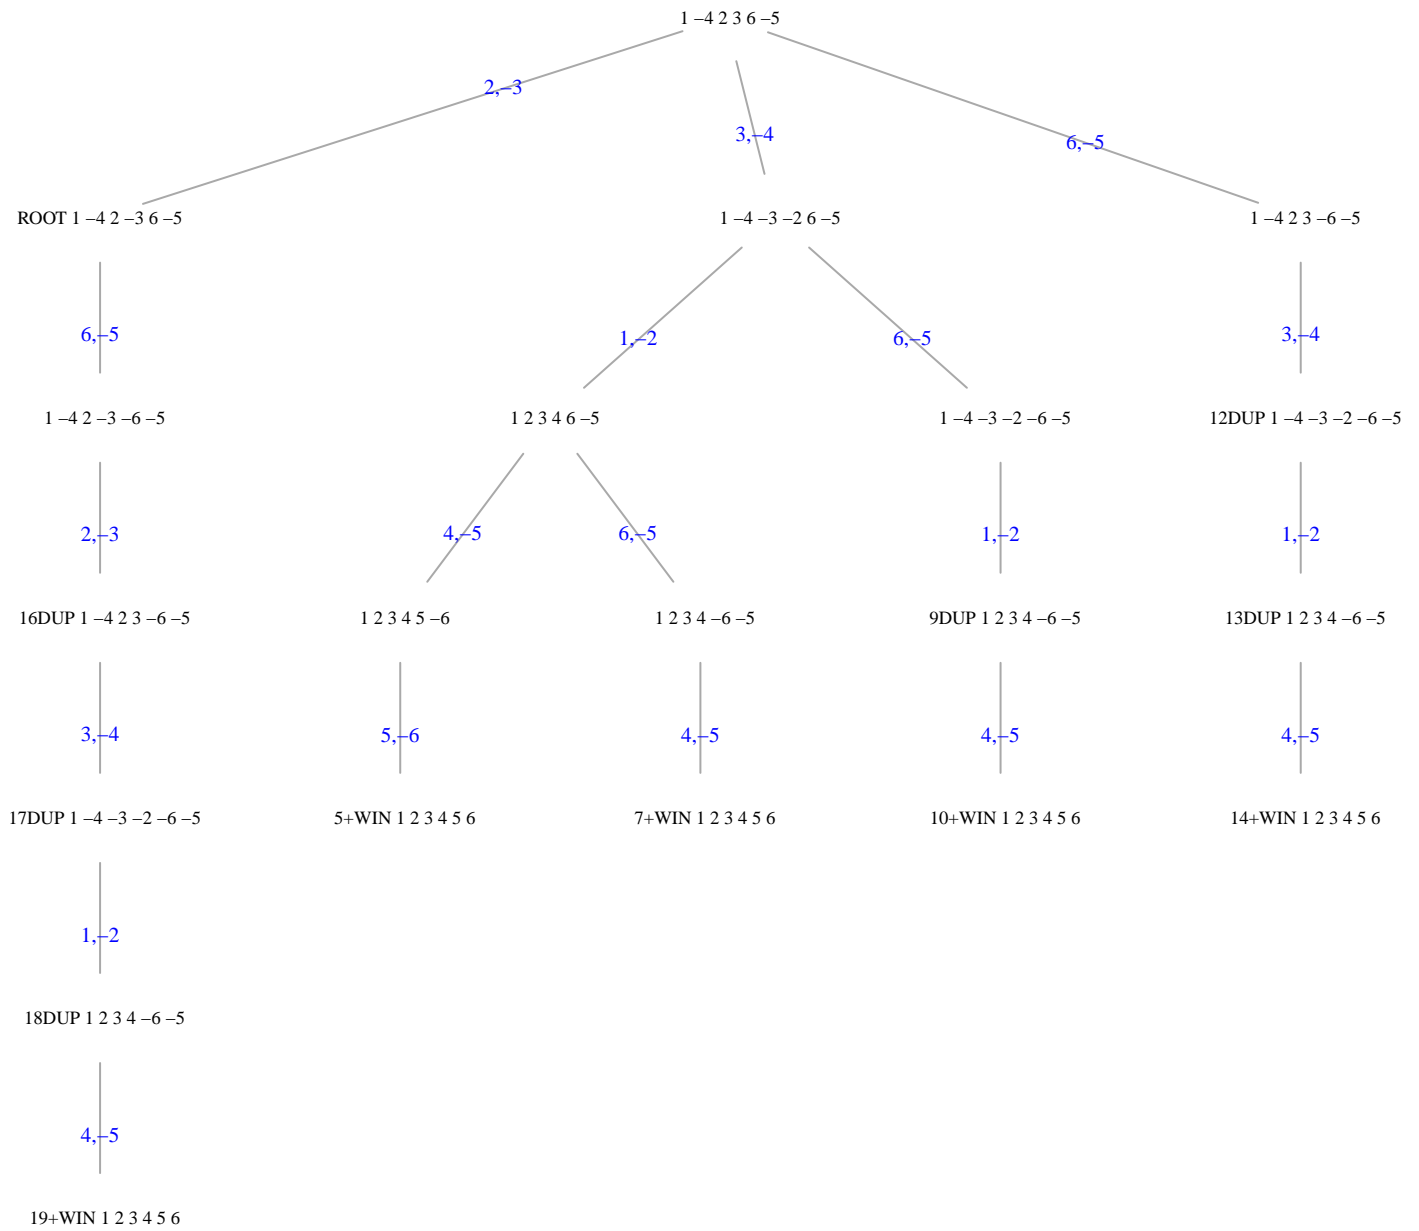 1 –4 2 3 6 –5
2,–3
3,–4
6,–5
ROOT 1 –4 2 –3 6 –5
1 –4 –3 –2 6 –5
1 –4 2 3 –6 –5
6,–5
1,–2
6,–5
3,–4
1 –4 2 –3 –6 –5
1 2 3 4 6 –5
1 –4 –3 –2 –6 –5
12DUP 1 –4 –3 –2 –6 –5
2,–3
4,–5
6,–5
1,–2
1,–2
16DUP 1 –4 2 3 –6 –5
1 2 3 4 5 –6
1 2 3 4 –6 –5
9DUP 1 2 3 4 –6 –5
13DUP 1 2 3 4 –6 –5
3,–4
5,–6
4,–5
4,–5
4,–5
17DUP 1 –4 –3 –2 –6 –5
5+WIN 1 2 3 4 5 6
7+WIN 1 2 3 4 5 6
10+WIN 1 2 3 4 5 6
14+WIN 1 2 3 4 5 6
1,–2
18DUP 1 2 3 4 –6 –5
4,–5
19+WIN 1 2 3 4 5 6